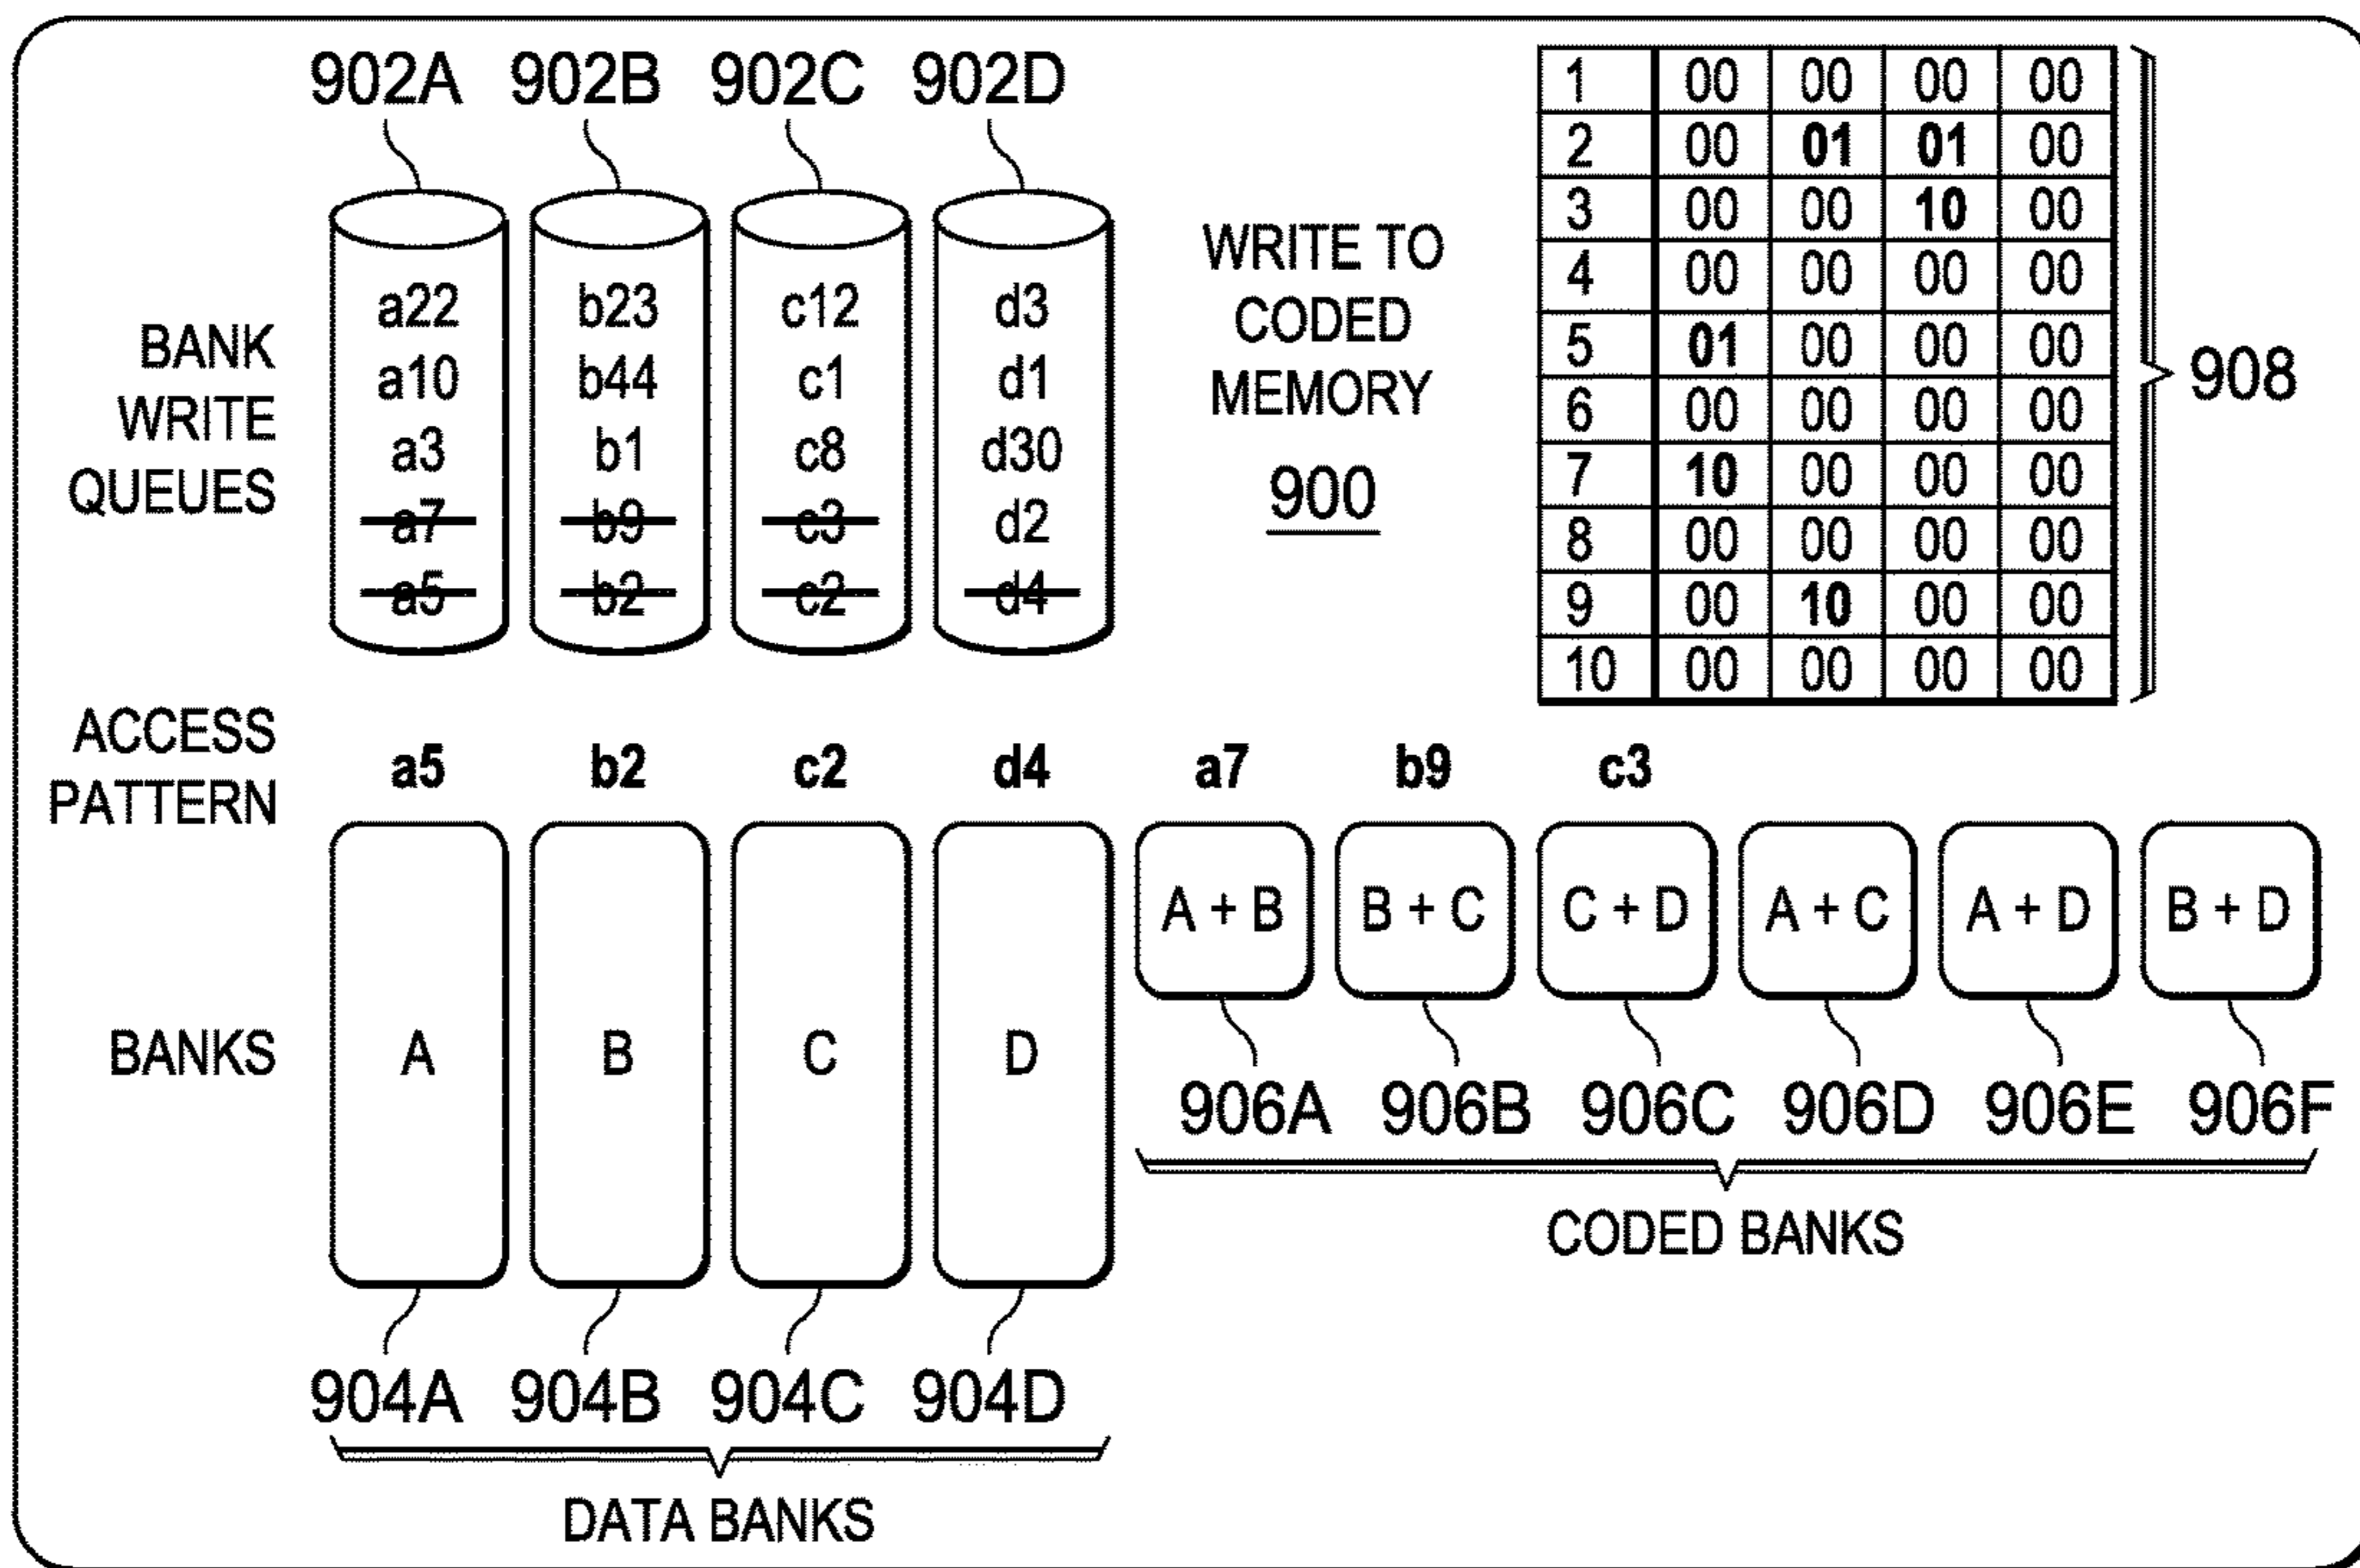 902A 902B 902C 902D
BANK
WRITE
QUEUES
a22 b23 c12 d3
a10 b44 c1 d1
a3 b1 c8 d30
a7 b9 c3 d2
a5 b2 c2 d4
WRITE TO
CODED
MEMORY
900
1 00 00 00 00
2 00 01 01 00
3 00 00 10 00
4 00 00 00 00
5 01 00 00 00
6 00 00 00 00
7 10 00 00 00
8 00 00 00 00
9 00 10 00 00
10 00 00 00 00
908
ACCESS
PATTERN
a5 b2 c2 d4 a7 b9 c3
BANKS
A B C D
A + B B + C C + D A + C A + D B + D
906A 906B 906C 906D 906E 906F
CODED BANKS
904A 904B 904C 904D
DATA BANKS